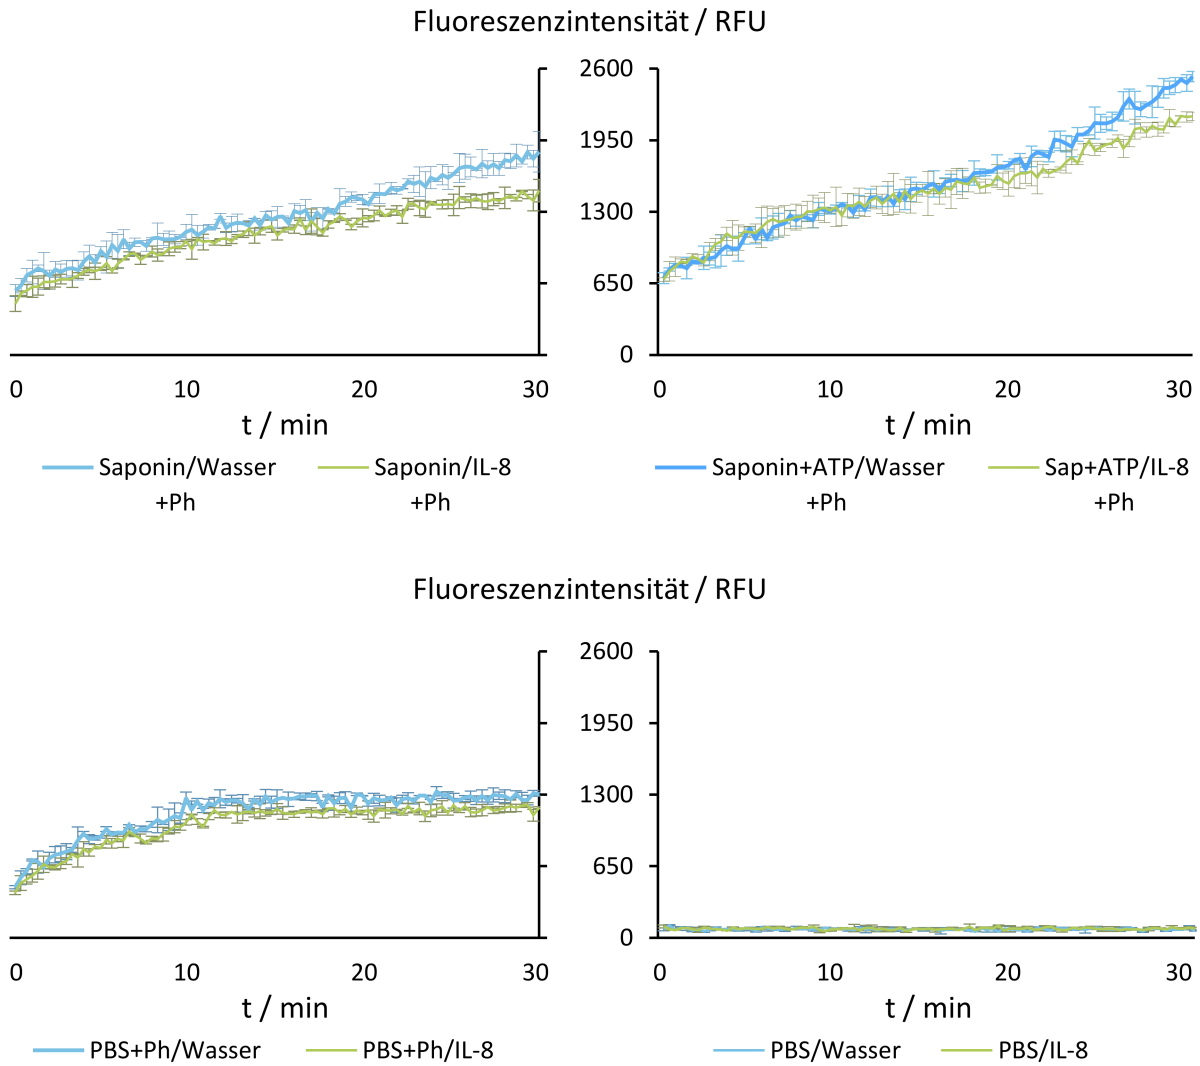 Fluoreszenzintensität / RFU
2600
1950
1300
650
0
0 10 20 30 0 10 20 30
t / min t / min
Saponin/Wasser Saponin/IL-8 Saponin+ATP/Wasser Sap+ATP/IL-8
+Ph +Ph +Ph +Ph
Fluoreszenzintensität / RFU
2600
1950
1300
650
0
0 10 20 30 0 10 20 30
t / min t / min
PBS+Ph/Wasser PBS+Ph/IL-8 PBS/Wasser PBS/IL-8